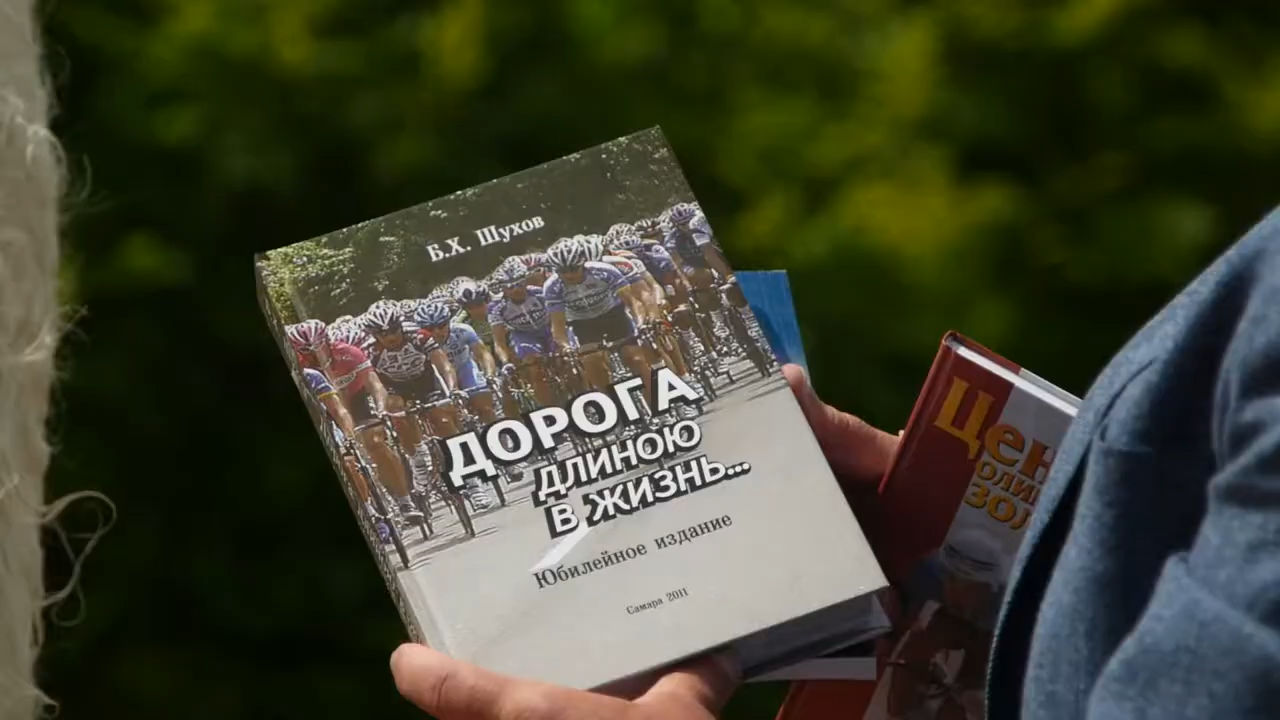 Б.Х. Шухов
ДОРОГА
ДЛИНОЮ
В ЖИЗНЬ...
Юбилейное издание
Самара 2011